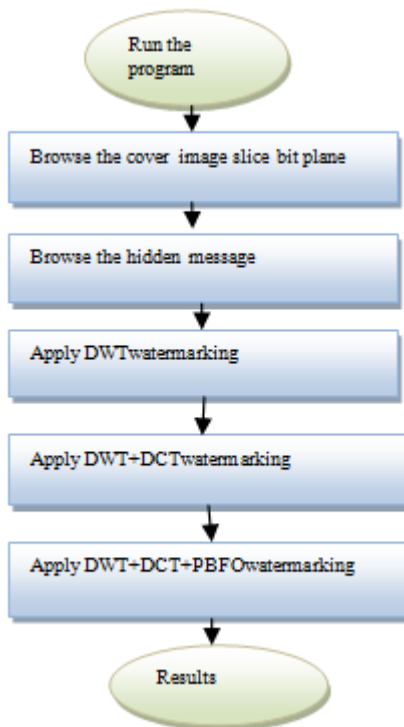 Run the
program
Browse the cover image slice bit plane
Browse the hidden message
Apply DWTwatermarking
Apply DWT+DCTwatermarking
Apply DWT+DCT+PBFOwatermarking
Results